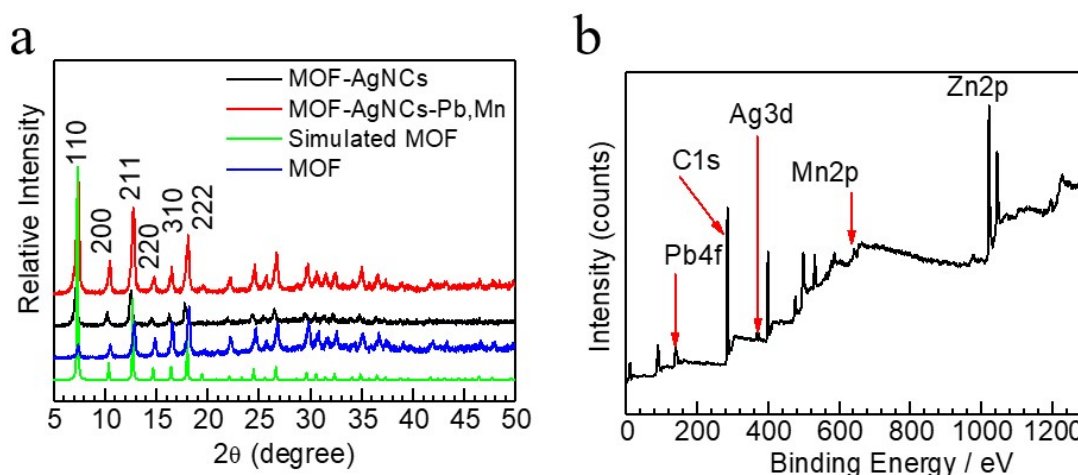 a
MOF-AgNCs
MOF-AgNCs-Pb,Mn
Simulated MOF
MOF
110
200
211
220
310
222
Relative Intensity
5 10 15 20 25 30 35 40 45 50
2θ (degree)
b
Zn2p
Ag3d
C1s
Mn2p
Pb4f
Intensity (counts)
0 200 400 600 800 1000 1200
Binding Energy / eV